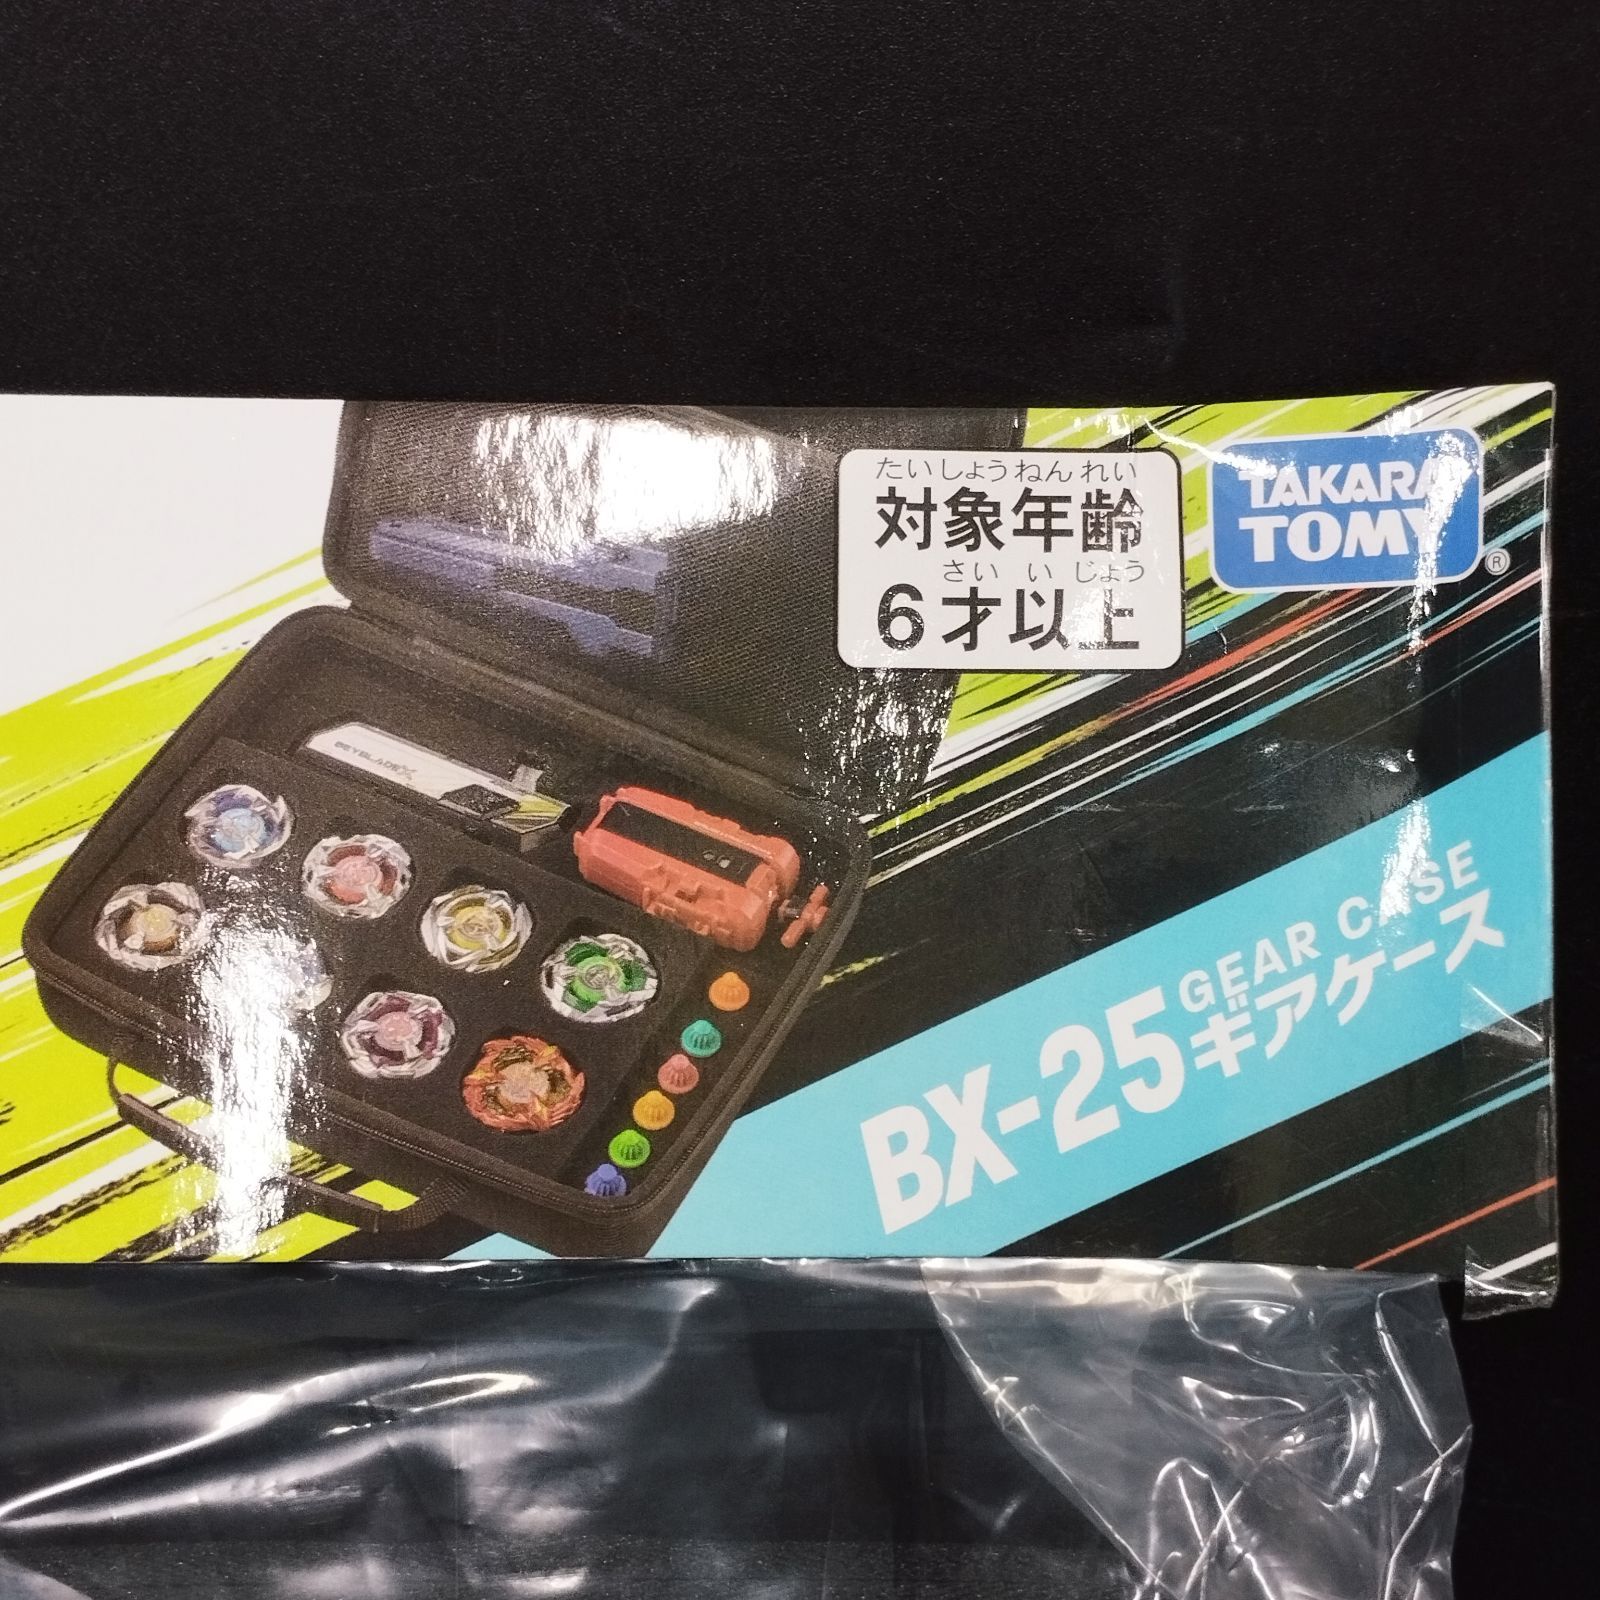 たいしょうねんれい
対象年齢
さいいじょう
6才以上
TAKARA
TOMY
®
BEYBLADE X
GEAR CASE
BX-25 ギアケース